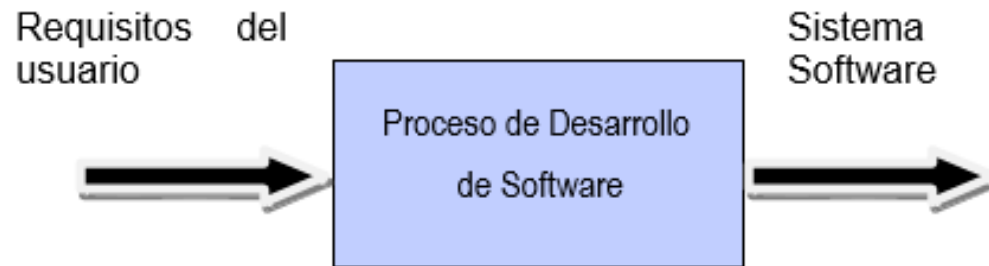 Requisitos del
usuario
Proceso de Desarrollo
de Software
Sistema
Software